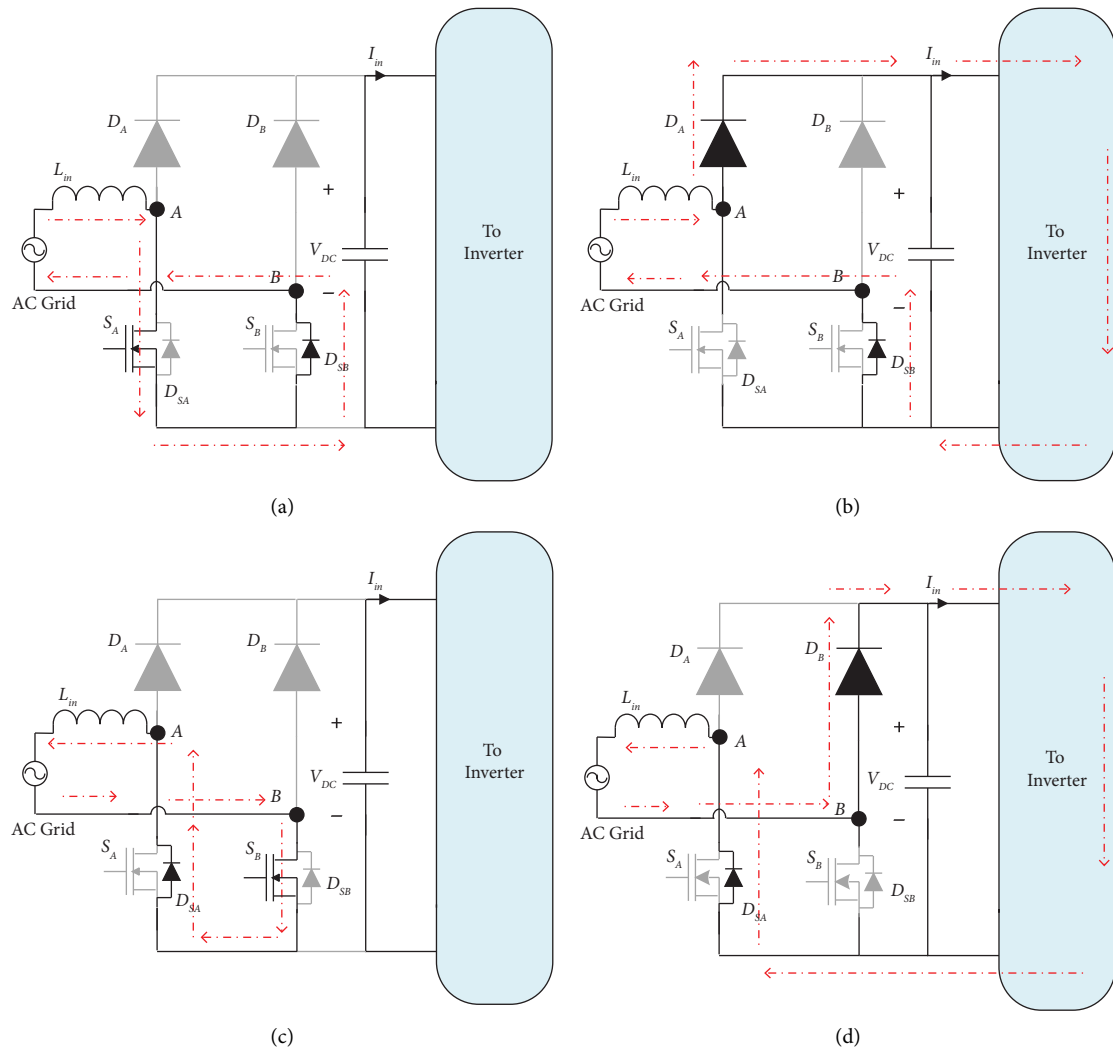 I_in
D_A
D_B
L_in
+
A
To
Inverter
V_DC
B
−
AC Grid
S_A
S_B
D_SA
D_SB
(a)
I_in
D_A
D_B
L_in
+
A
To
Inverter
V_DC
B
−
AC Grid
S_A
S_B
D_SA
D_SB
(b)
I_in
D_A
D_B
L_in
+
A
To
Inverter
V_DC
B
−
AC Grid
S_A
S_B
D_SA
D_SB
(c)
I_in
D_A
D_B
L_in
+
A
To
Inverter
V_DC
B
−
AC Grid
S_A
S_B
D_SA
D_SB
(d)